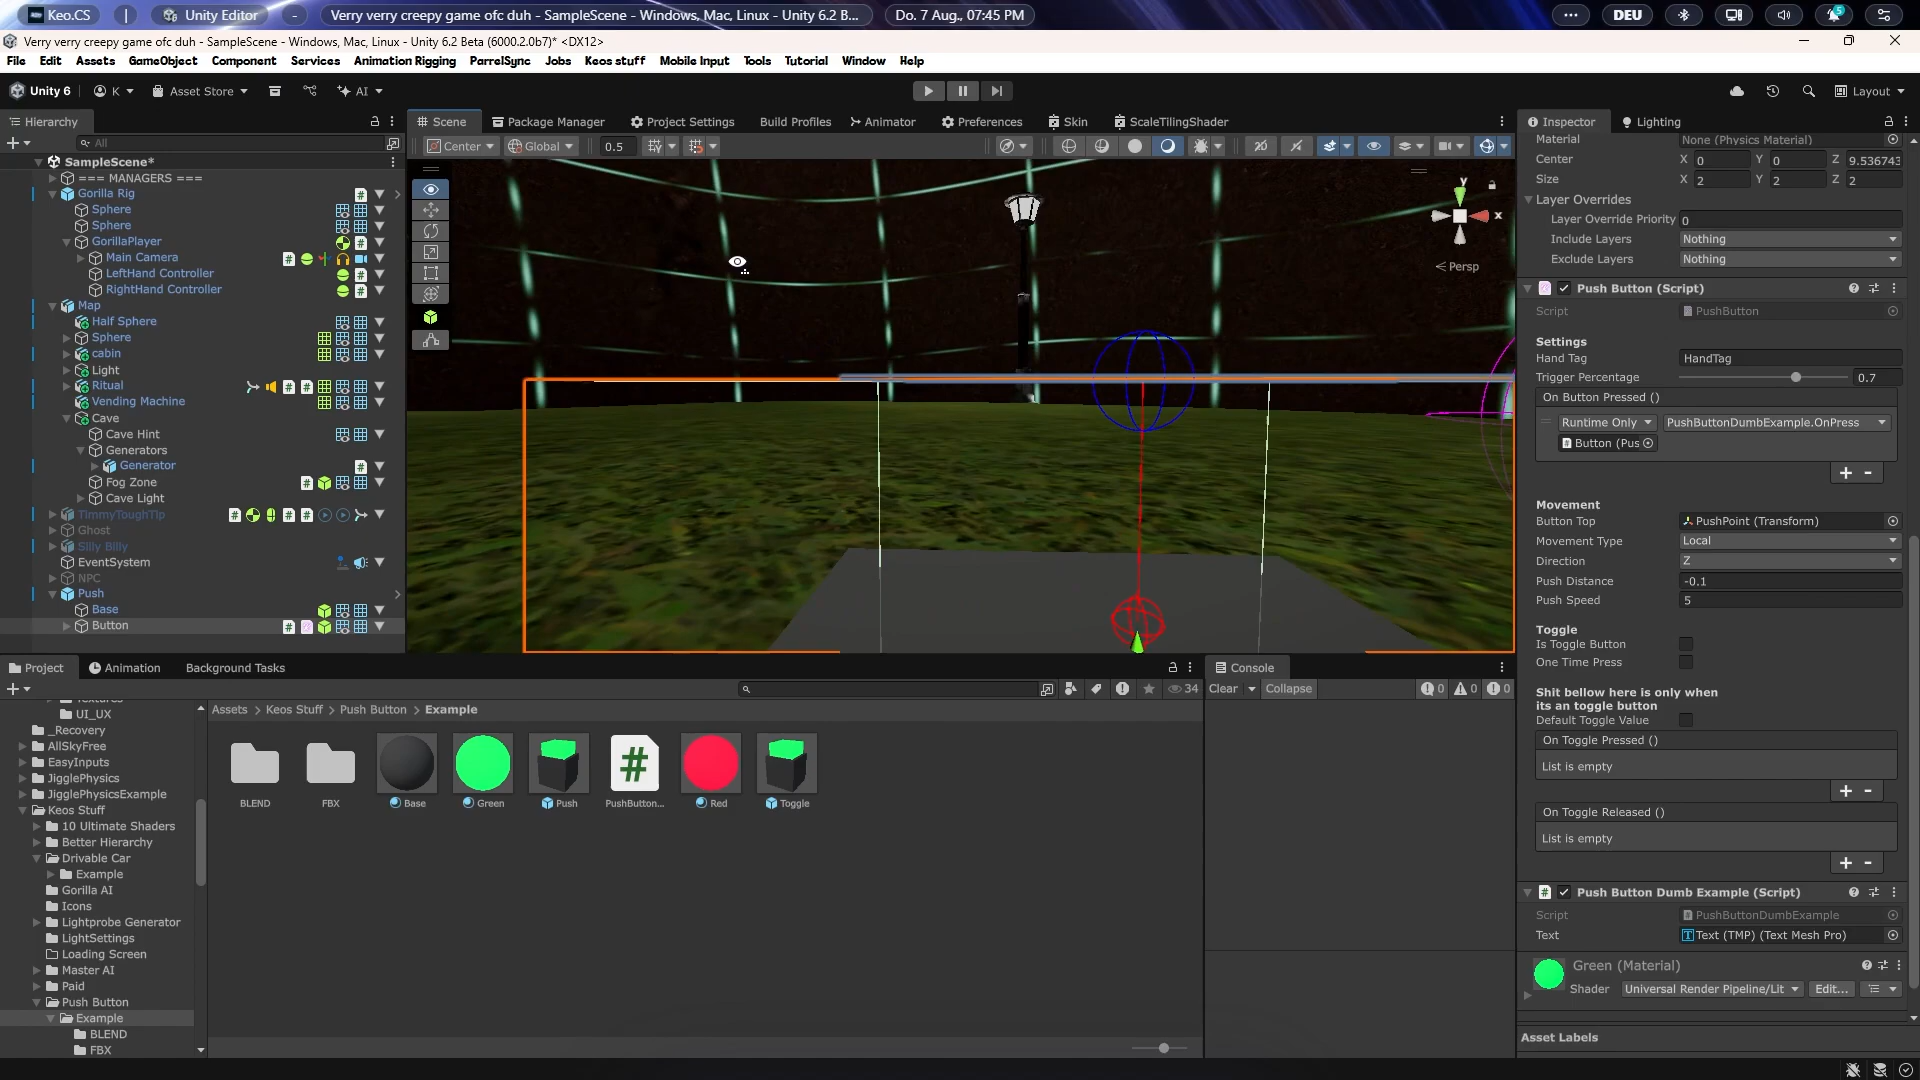 Keo.CS | Unity Editor - Verry verry creepy game ofc duh - SampleScene - Windows, Mac, Linux - Unity 6.2 B... Do. 7 Aug., 07:45 PM DEU 5
Verry verry creepy game ofc duh - SampleScene - Windows, Mac, Linux - Unity 6.2 Beta (6000.2.0b7)* <DX12>
File Edit Assets GameObject Component Services Animation Rigging ParrelSync Jobs Keos stuff Mobile Input Tools Tutorial Window Help
Unity 6 K Asset Store AI Layout
Hierarchy
All
SampleScene*
=== MANAGERS ===
Gorilla Rig
Sphere
Sphere
GorillaPlayer
Main Camera
LeftHand Controller
RightHand Controller
Map
Half Sphere
Sphere
cabin
Light
Ritual
Vending Machine
Cave
Cave Hint
Generators
Generator
Fog Zone
Cave Light
TimmyToughTip
Ghost
Silly Billy
EventSystem
NPC
Push
Base
Button
Scene Package Manager Project Settings Build Profiles Animator Preferences Skin ScaleTilingShader
Center Global 0.5 2D
y
x
Persp
Inspector Lighting
Material None (Physics Material)
Center X 0 Y 0 Z 9.536743
Size X 2 Y 2 Z 2
Layer Overrides
Layer Override Priority 0
Include Layers Nothing
Exclude Layers Nothing
Push Button (Script)
Script PushButton
Settings
Hand Tag HandTag
Trigger Percentage 0.7
On Button Pressed ()
Runtime Only PushButtonDumbExample.OnPress
Button (Pus
+ -
Movement
Button Top PushPoint (Transform)
Movement Type Local
Direction Z
Push Distance -0.1
Push Speed 5
Toggle
Is Toggle Button
One Time Press
Shit bellow here is only when
its an toggle button
Default Toggle Value
On Toggle Pressed ()
List is empty
+ -
On Toggle Released ()
List is empty
+ -
Push Button Dumb Example (Script)
Script PushButtonDumbExample
Text Text (TMP) (Text Mesh Pro)
Green (Material)
Shader Universal Render Pipeline/Lit Edit...
Asset Labels
Project Animation Background Tasks
34
UI_UX
_Recovery
AllSkyFree
EasyInputs
JigglePhysics
JigglePhysicsExample
Keos Stuff
10 Ultimate Shaders
Better Hierarchy
Drivable Car
Example
Gorilla AI
Icons
Lightprobe Generator
LightSettings
Loading Screen
Master AI
Paid
Push Button
Example
BLEND
FBX
Assets > Keos Stuff > Push Button > Example
BLEND FBX Base Green Push PushButton... Red Toggle
Console
Clear Collapse 0 0 0